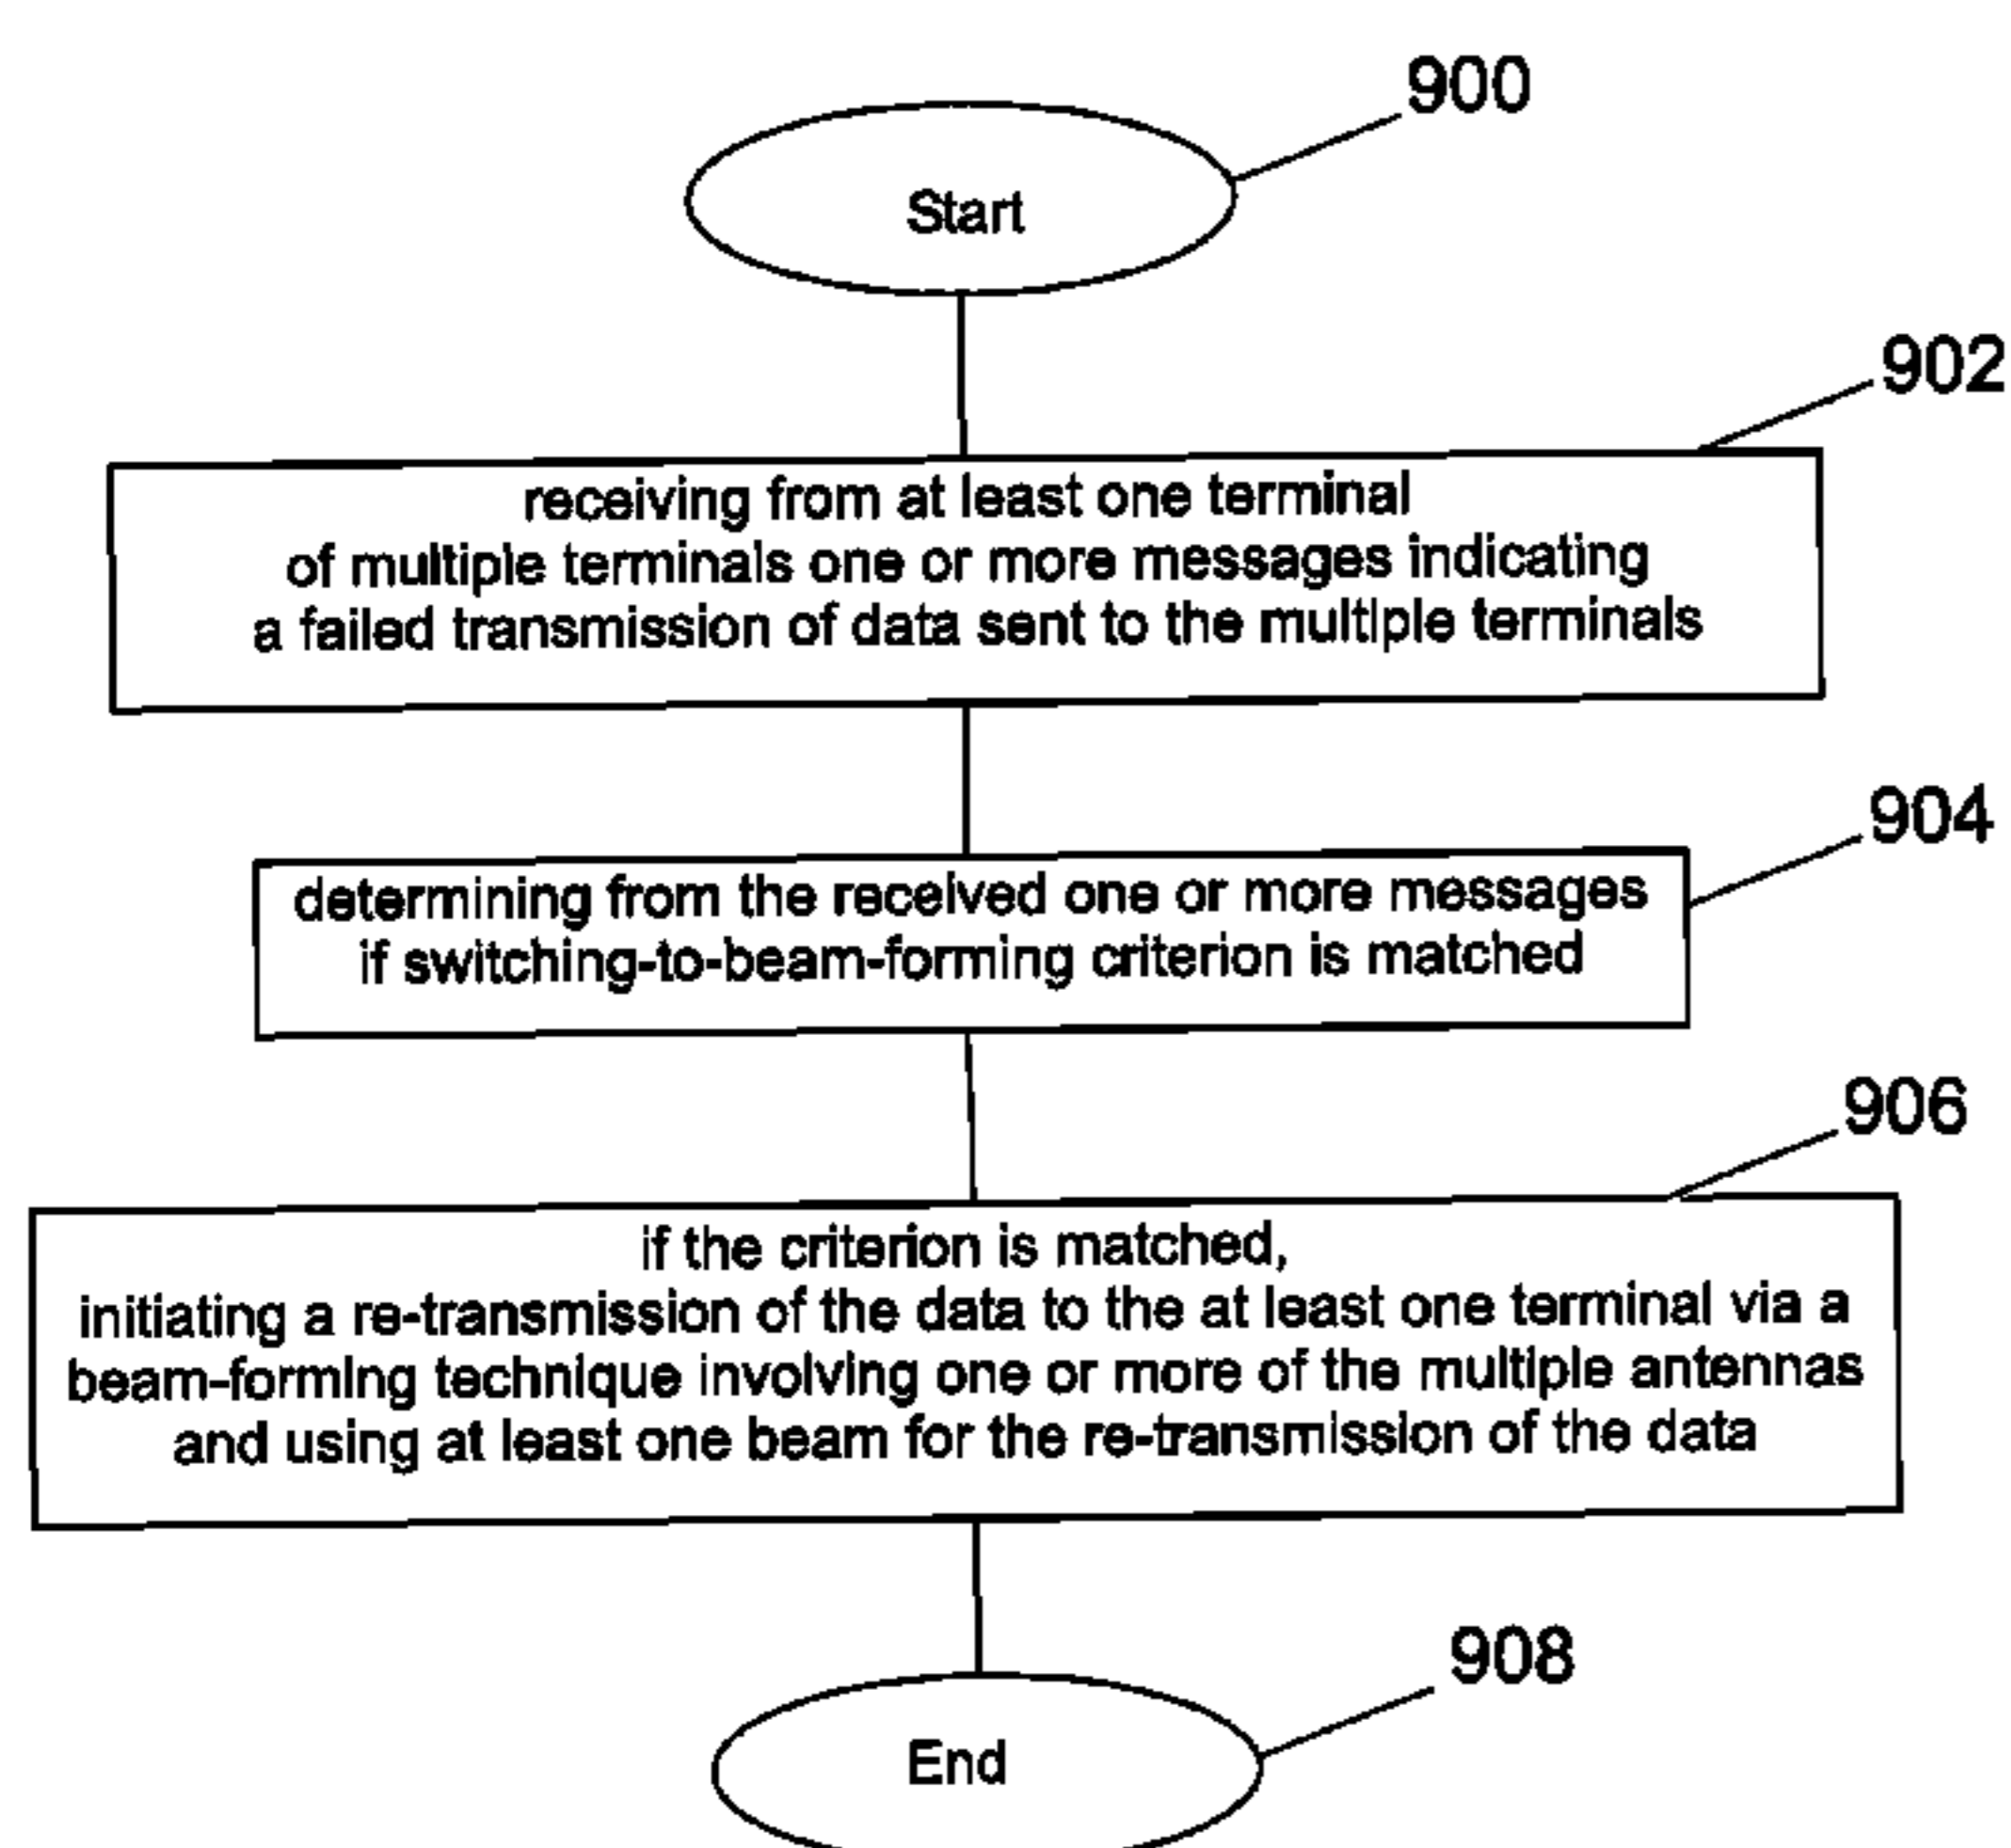 900
Start
902
receiving from at least one terminal
of multiple terminals one or more messages indicating
a failed transmission of data sent to the multiple terminals
904
determining from the received one or more messages
if switching-to-beam-forming criterion is matched
906
if the criterion is matched,
initiating a re-transmission of the data to the at least one terminal via a
beam-forming technique involving one or more of the multiple antennas
and using at least one beam for the re-transmission of the data
908
End